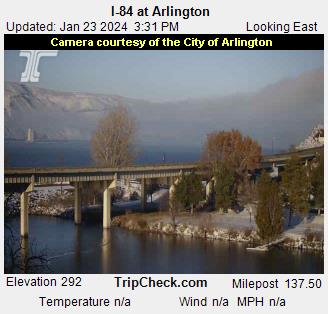 I-84 at Arlington
Updated: Jan 23 2024 3:31 PM Looking East
Camera courtesy of the City of Arlington
Elevation 292 TripCheck.com Milepost 137.50
Temperature n/a Wind n/a MPH n/a